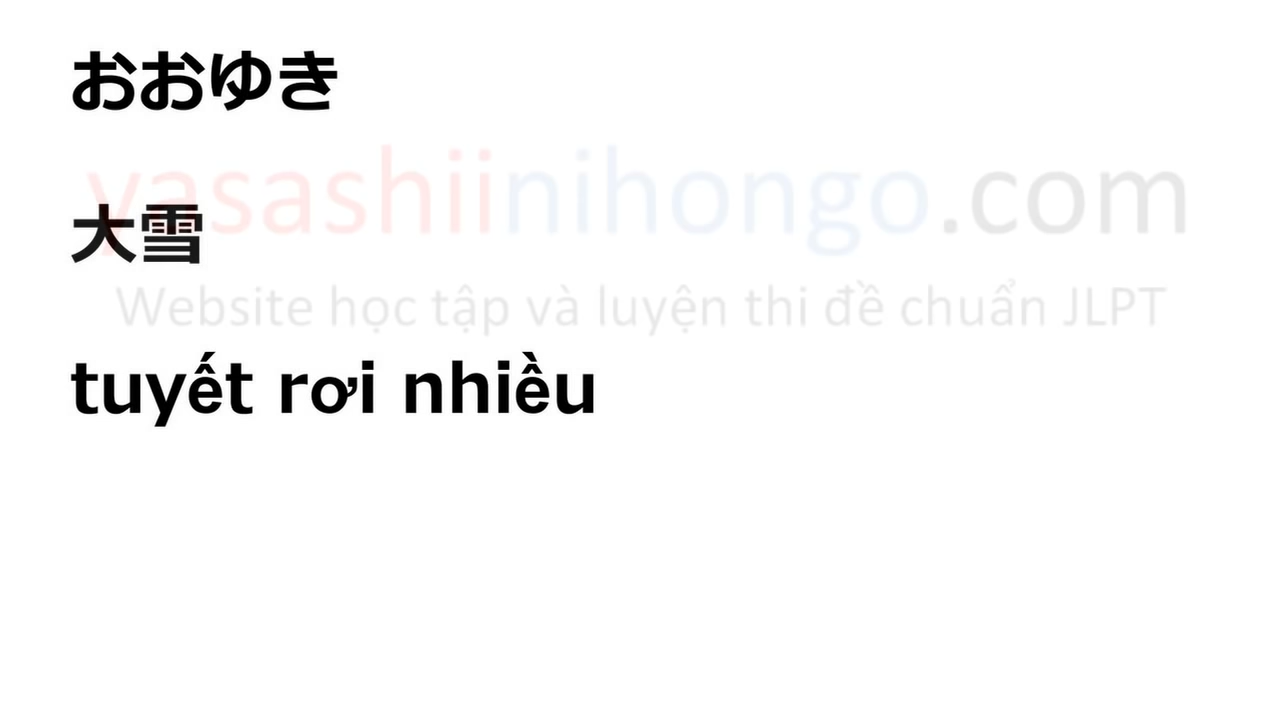 おおゆき
yasashiinihongo.com
大雪
Website học tập và luyện thi đề chuẩn JLPT
tuyết rơi nhiều